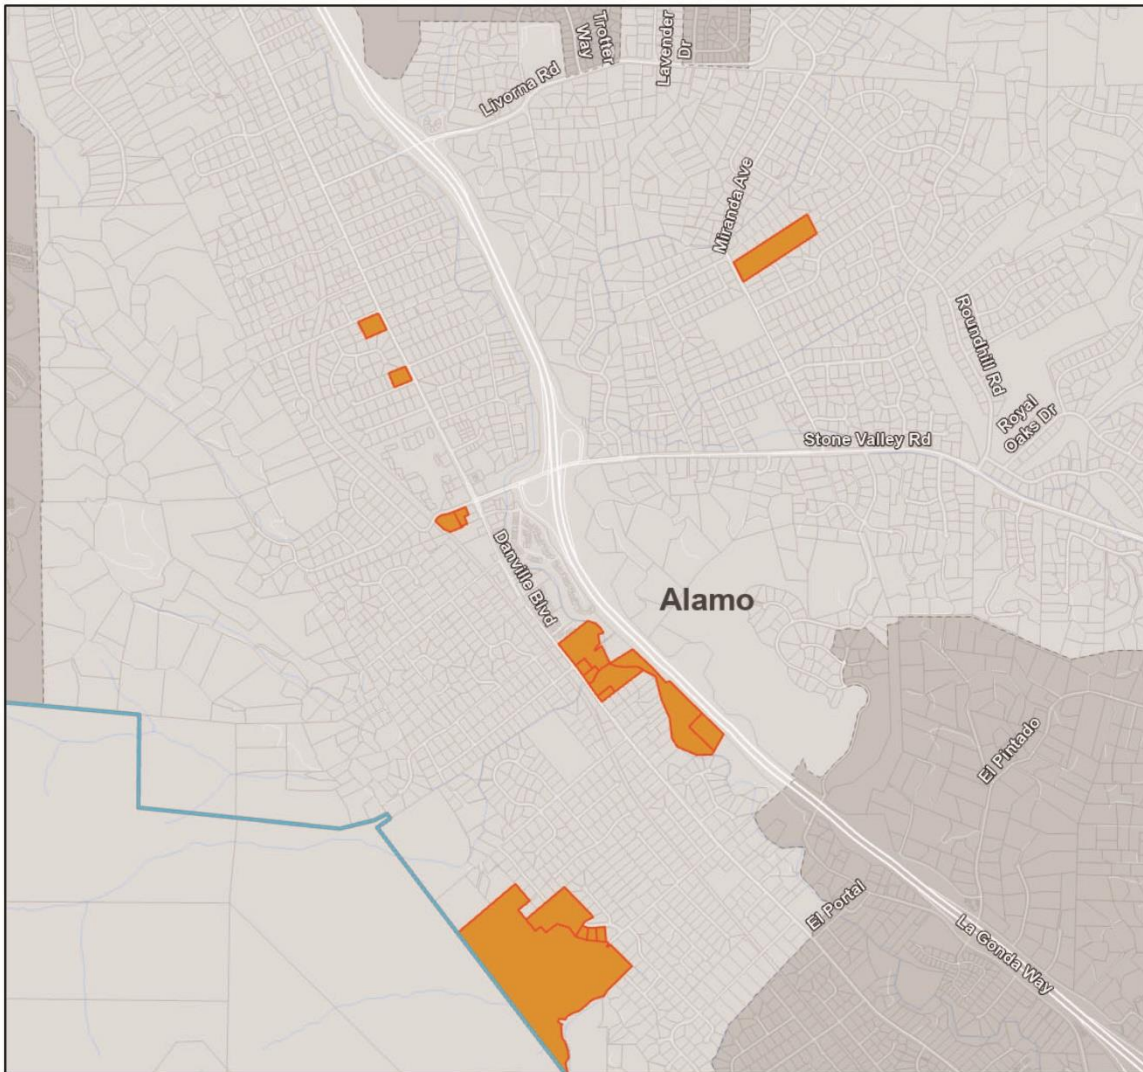 Trotter
Way
Lavender
Dr
Livorna Rd
Miranda Ave
Roundhill Rd
Royal
Oaks Dr
Stone Valley Rd
Danville Blvd
Alamo
El Pintado
El Portal
La Gonda Way